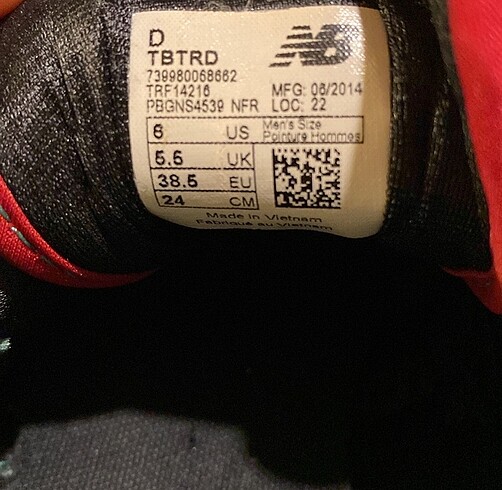 D
TBTRD
739980068662
TRF14216 MFG: 06/2014
PBGNS4539 NFR LOC: 22
6 US Men's Size
Pointure Hommes
5.5 UK
38.5 EU
24 CM
Made in Vietnam
Fabriqué au Vietnam